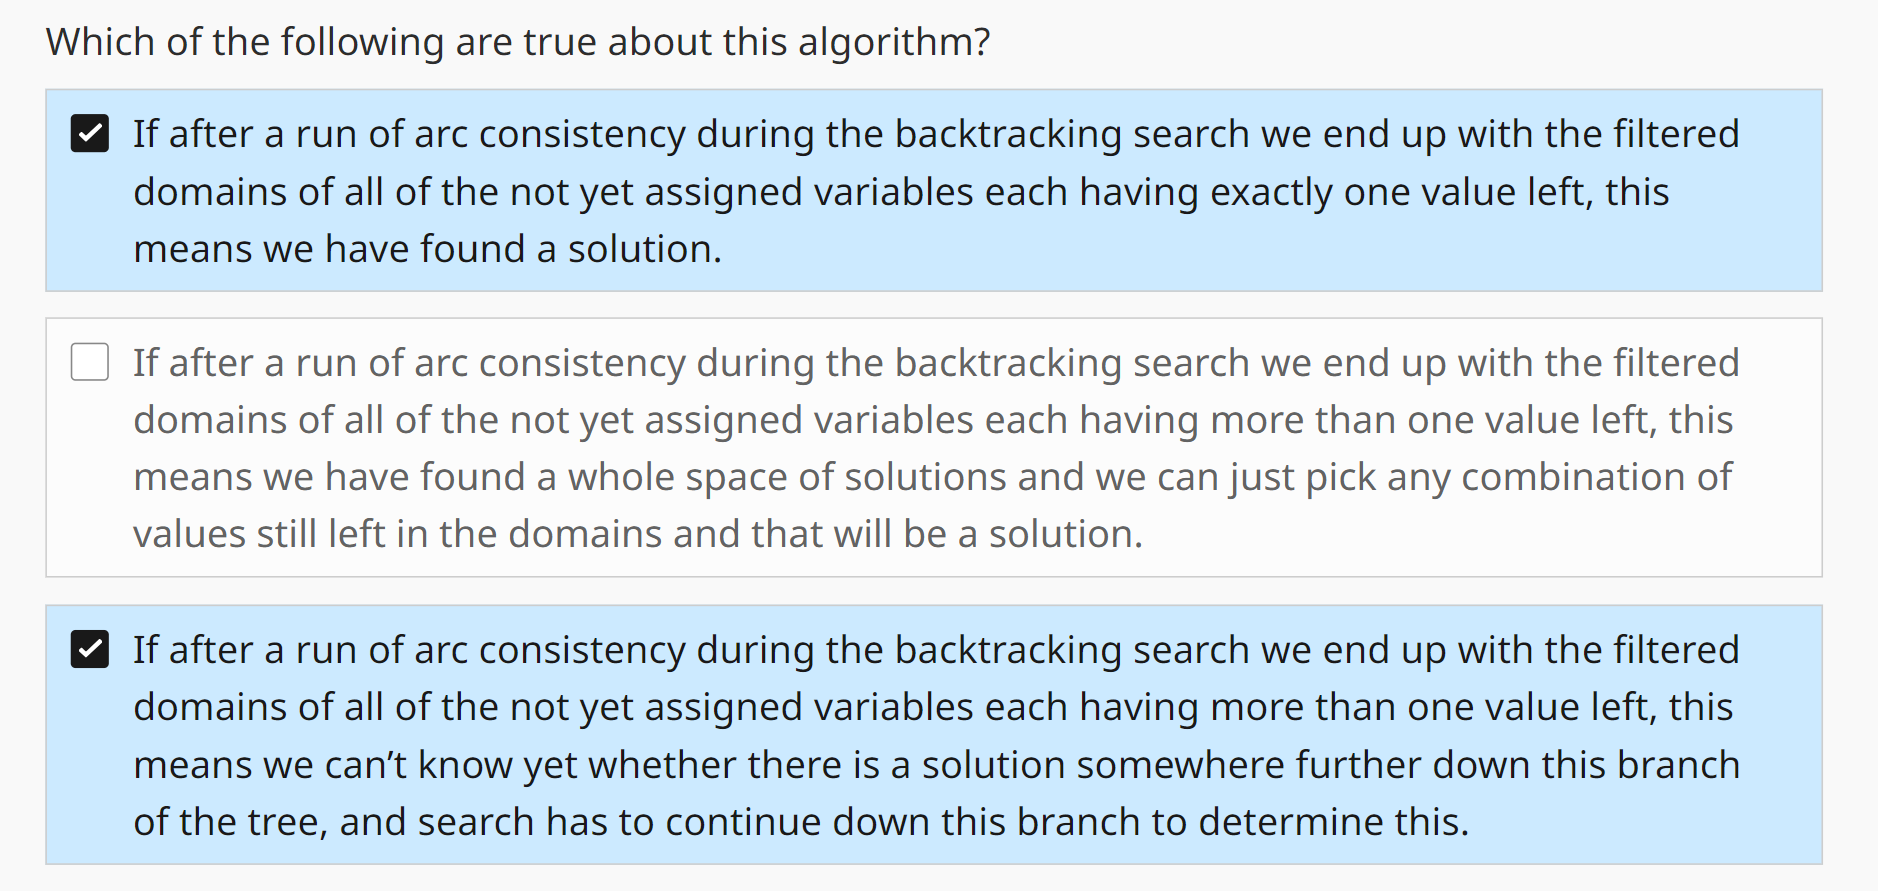 Which of the following are true about this algorithm?
If after a run of arc consistency during the backtracking search we end up with the filtered
domains of all of the not yet assigned variables each having exactly one value left, this
means we have found a solution.
If after a run of arc consistency during the backtracking search we end up with the filtered
domains of all of the not yet assigned variables each having more than one value left, this
means we have found a whole space of solutions and we can just pick any combination of
values still left in the domains and that will be a solution.
If after a run of arc consistency during the backtracking search we end up with the filtered
domains of all of the not yet assigned variables each having more than one value left, this
means we can’t know yet whether there is a solution somewhere further down this branch
of the tree, and search has to continue down this branch to determine this.